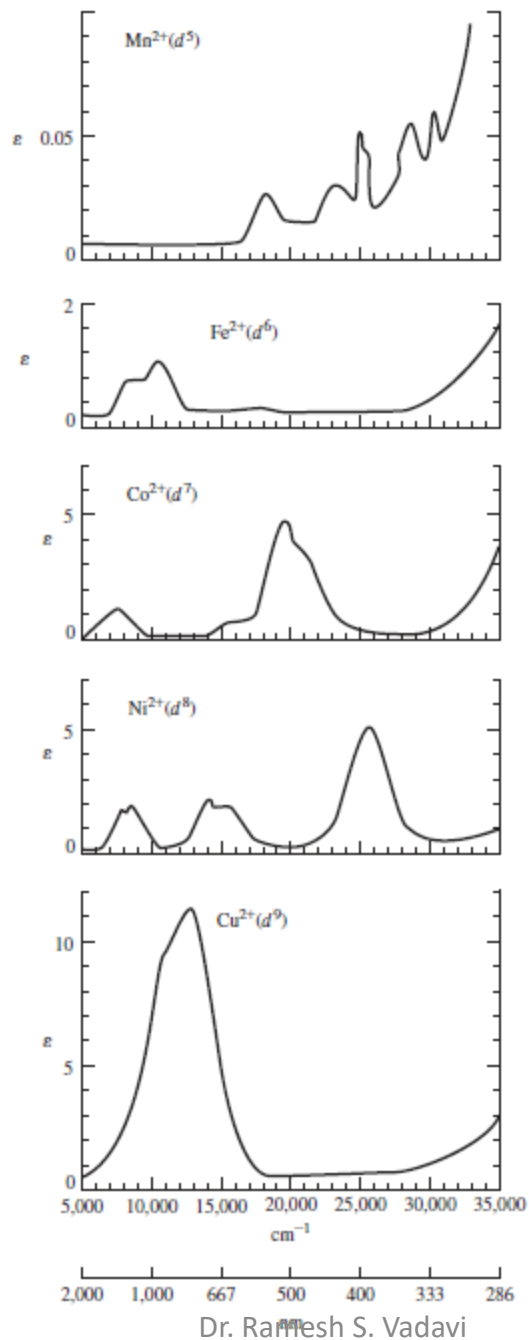 Mn²⁺(d⁵)
ε
0.05
0
2
Fe²⁺(d⁶)
ε
0
Co²⁺(d⁷)
5
ε
0
Ni²⁺(d⁸)
5
ε
0
Cu²⁺(d⁹)
10
ε
5
0
5,000 10,000 15,000 20,000 25,000 30,000 35,000
cm⁻¹
2,000 1,000 667 500 400 333 286
nm
Dr. Ramesh S. Vadavi